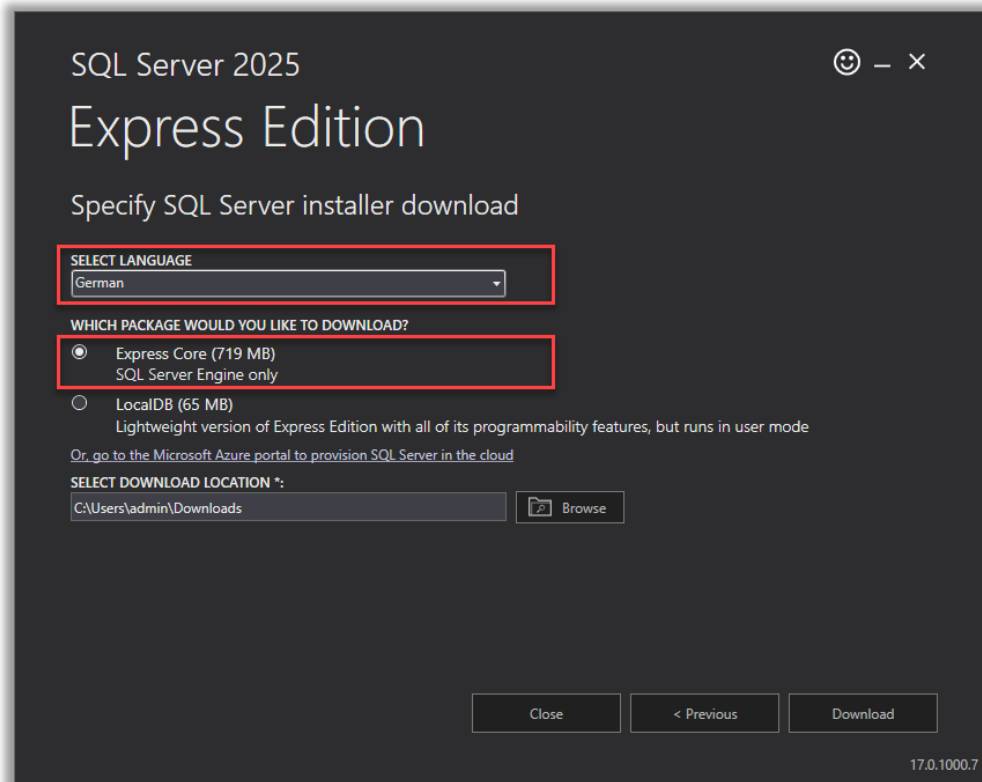 SQL Server 2025
Express Edition
Specify SQL Server installer download
SELECT LANGUAGE
German
WHICH PACKAGE WOULD YOU LIKE TO DOWNLOAD?
Express Core (719 MB)
SQL Server Engine only
LocalDB (65 MB)
Lightweight version of Express Edition with all of its programmability features, but runs in user mode
Or, go to the Microsoft Azure portal to provision SQL Server in the cloud
SELECT DOWNLOAD LOCATION *:
C:\Users\admin\Downloads
Browse
Close
< Previous
Download
17.0.1000.7